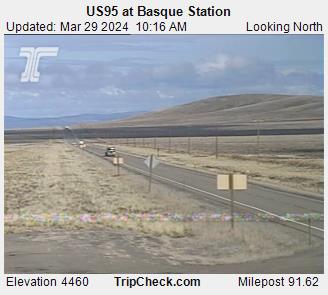 US95 at Basque Station
Updated: Mar 29 2024 10:16 AM Looking North
Elevation 4460 TripCheck.com Milepost 91.62